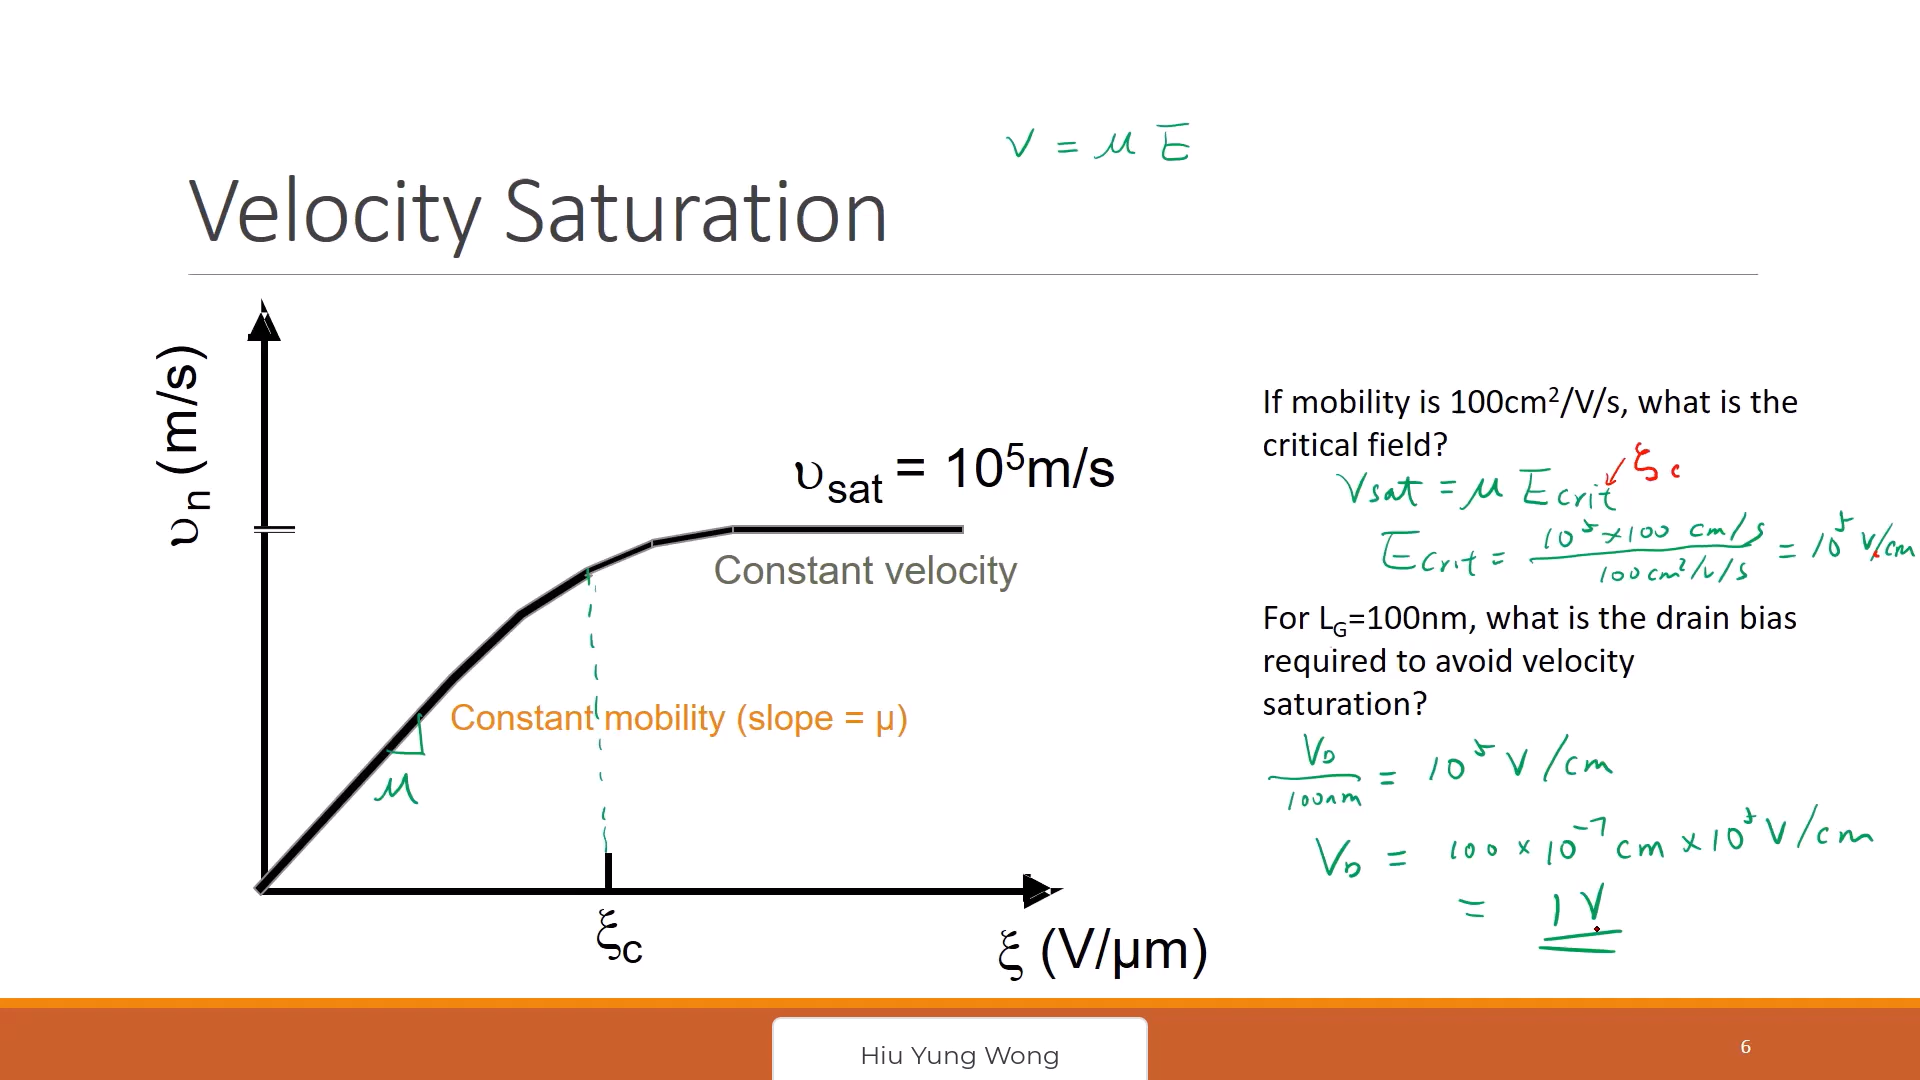 v = μ E
Velocity Saturation
υn (m/s)
υsat = 10⁵m/s
Constant velocity
Constant mobility (slope = μ)
μ
ξc
ξ (V/μm)
If mobility is 100cm²/V/s, what is the
critical field?
ξc
Vsat = μ Ecrit
Ecrit = 10⁵×100 cm/s / 100cm²/V/s = 10⁵ V/cm
For LG=100nm, what is the drain bias
required to avoid velocity
saturation?
VD / 100nm = 10⁵ V/cm
VD = 100 × 10⁻⁷ cm × 10⁵ V/cm
= 1V
Hiu Yung Wong
6